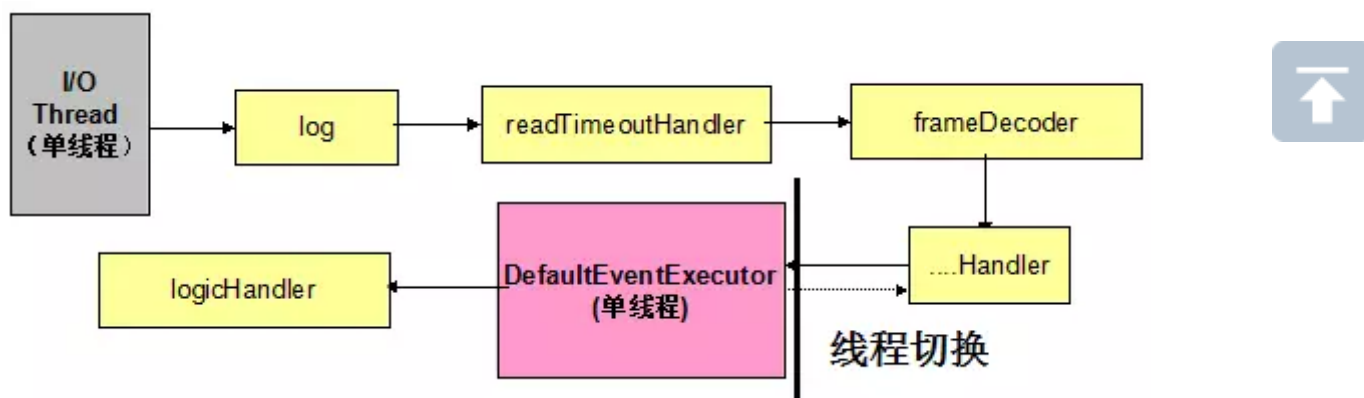 I/O
Thread
（单线程）
log
readTimeoutHandler
frameDecoder
....Handler
DefaultEventExecutor
(单线程)
logicHandler
线程切换